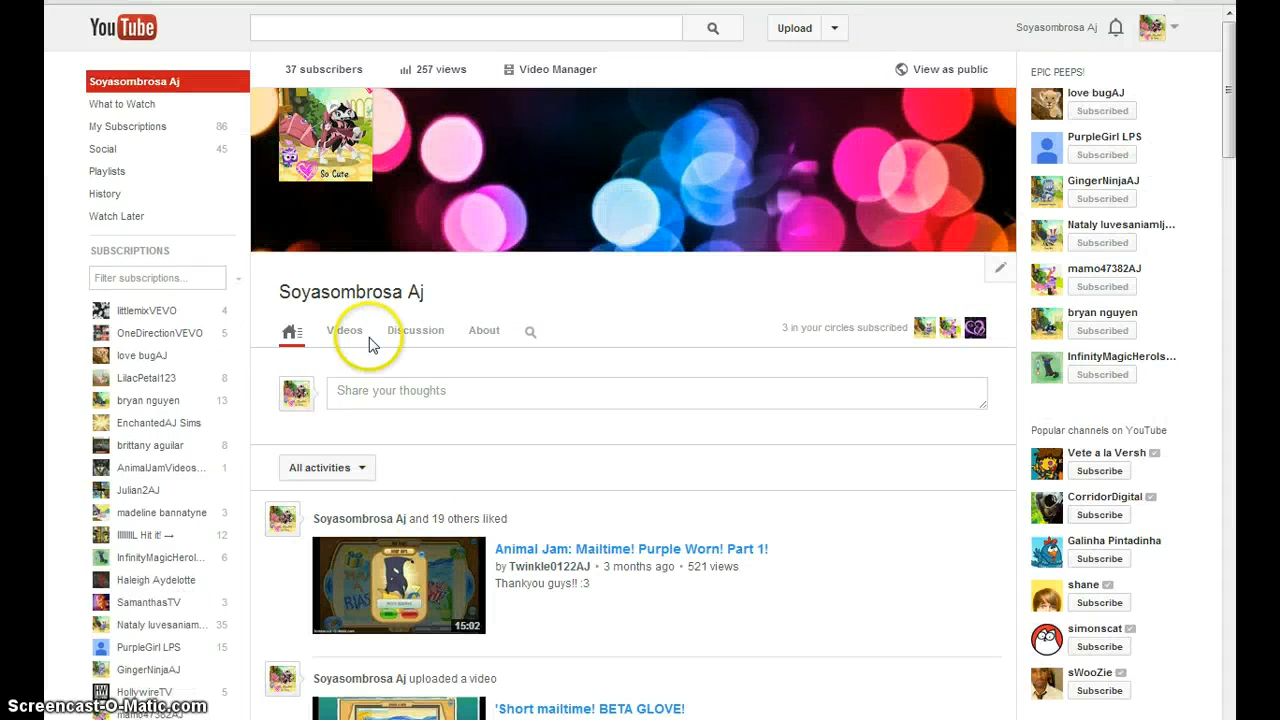 YouTube
Upload
Soyasombrosa Aj
Soyasombrosa Aj
What to Watch
My Subscriptions 86
Social 45
Playlists
History
Watch Later
SUBSCRIPTIONS
Filter subscriptions...
littlemixVEVO 4
OneDirectionVEVO 5
love bugAJ
LilacPetal123 8
bryan nguyen 13
EnchantedAJ Sims
brittany aguilar 8
AnimalJamVideos... 1
Julian2AJ
madeline bannatyne 3
Hit it! → 12
InfinityMagicHerol... 6
Haleigh Aydelotte
SamanthasTV 3
Nataly luvesaniam... 35
PurpleGirl LPS 15
GingerNinjaAJ
HollywireTV 5
mamo47382AJ
37 subscribers
257 views
Video Manager
View as public
So Cute
Soyasombrosa Aj
Videos
Discussion
About
3 in your circles subscribed
Share your thoughts
All activities
Soyasombrosa Aj and 19 others liked
15:02
Animal Jam: Mailtime! Purple Worn! Part 1!
by Twinkle0122AJ • 3 months ago • 521 views
Thankyou guys!! :3
Soyasombrosa Aj uploaded a video
'Short mailtime! BETA GLOVE!
EPIC PEEPS!
love bugAJ
Subscribed
PurpleGirl LPS
Subscribed
GingerNinjaAJ
Subscribed
Nataly luvesaniamlj...
Subscribed
mamo47382AJ
Subscribed
bryan nguyen
Subscribed
InfinityMagicHerols...
Subscribed
Popular channels on YouTube
Vete a la Versh
Subscribe
CorridorDigital
Subscribe
Galinha Pintadinha
Subscribe
shane
Subscribe
simonscat
Subscribe
sWooZie
Subscribe
Screencast-O-Matic.com